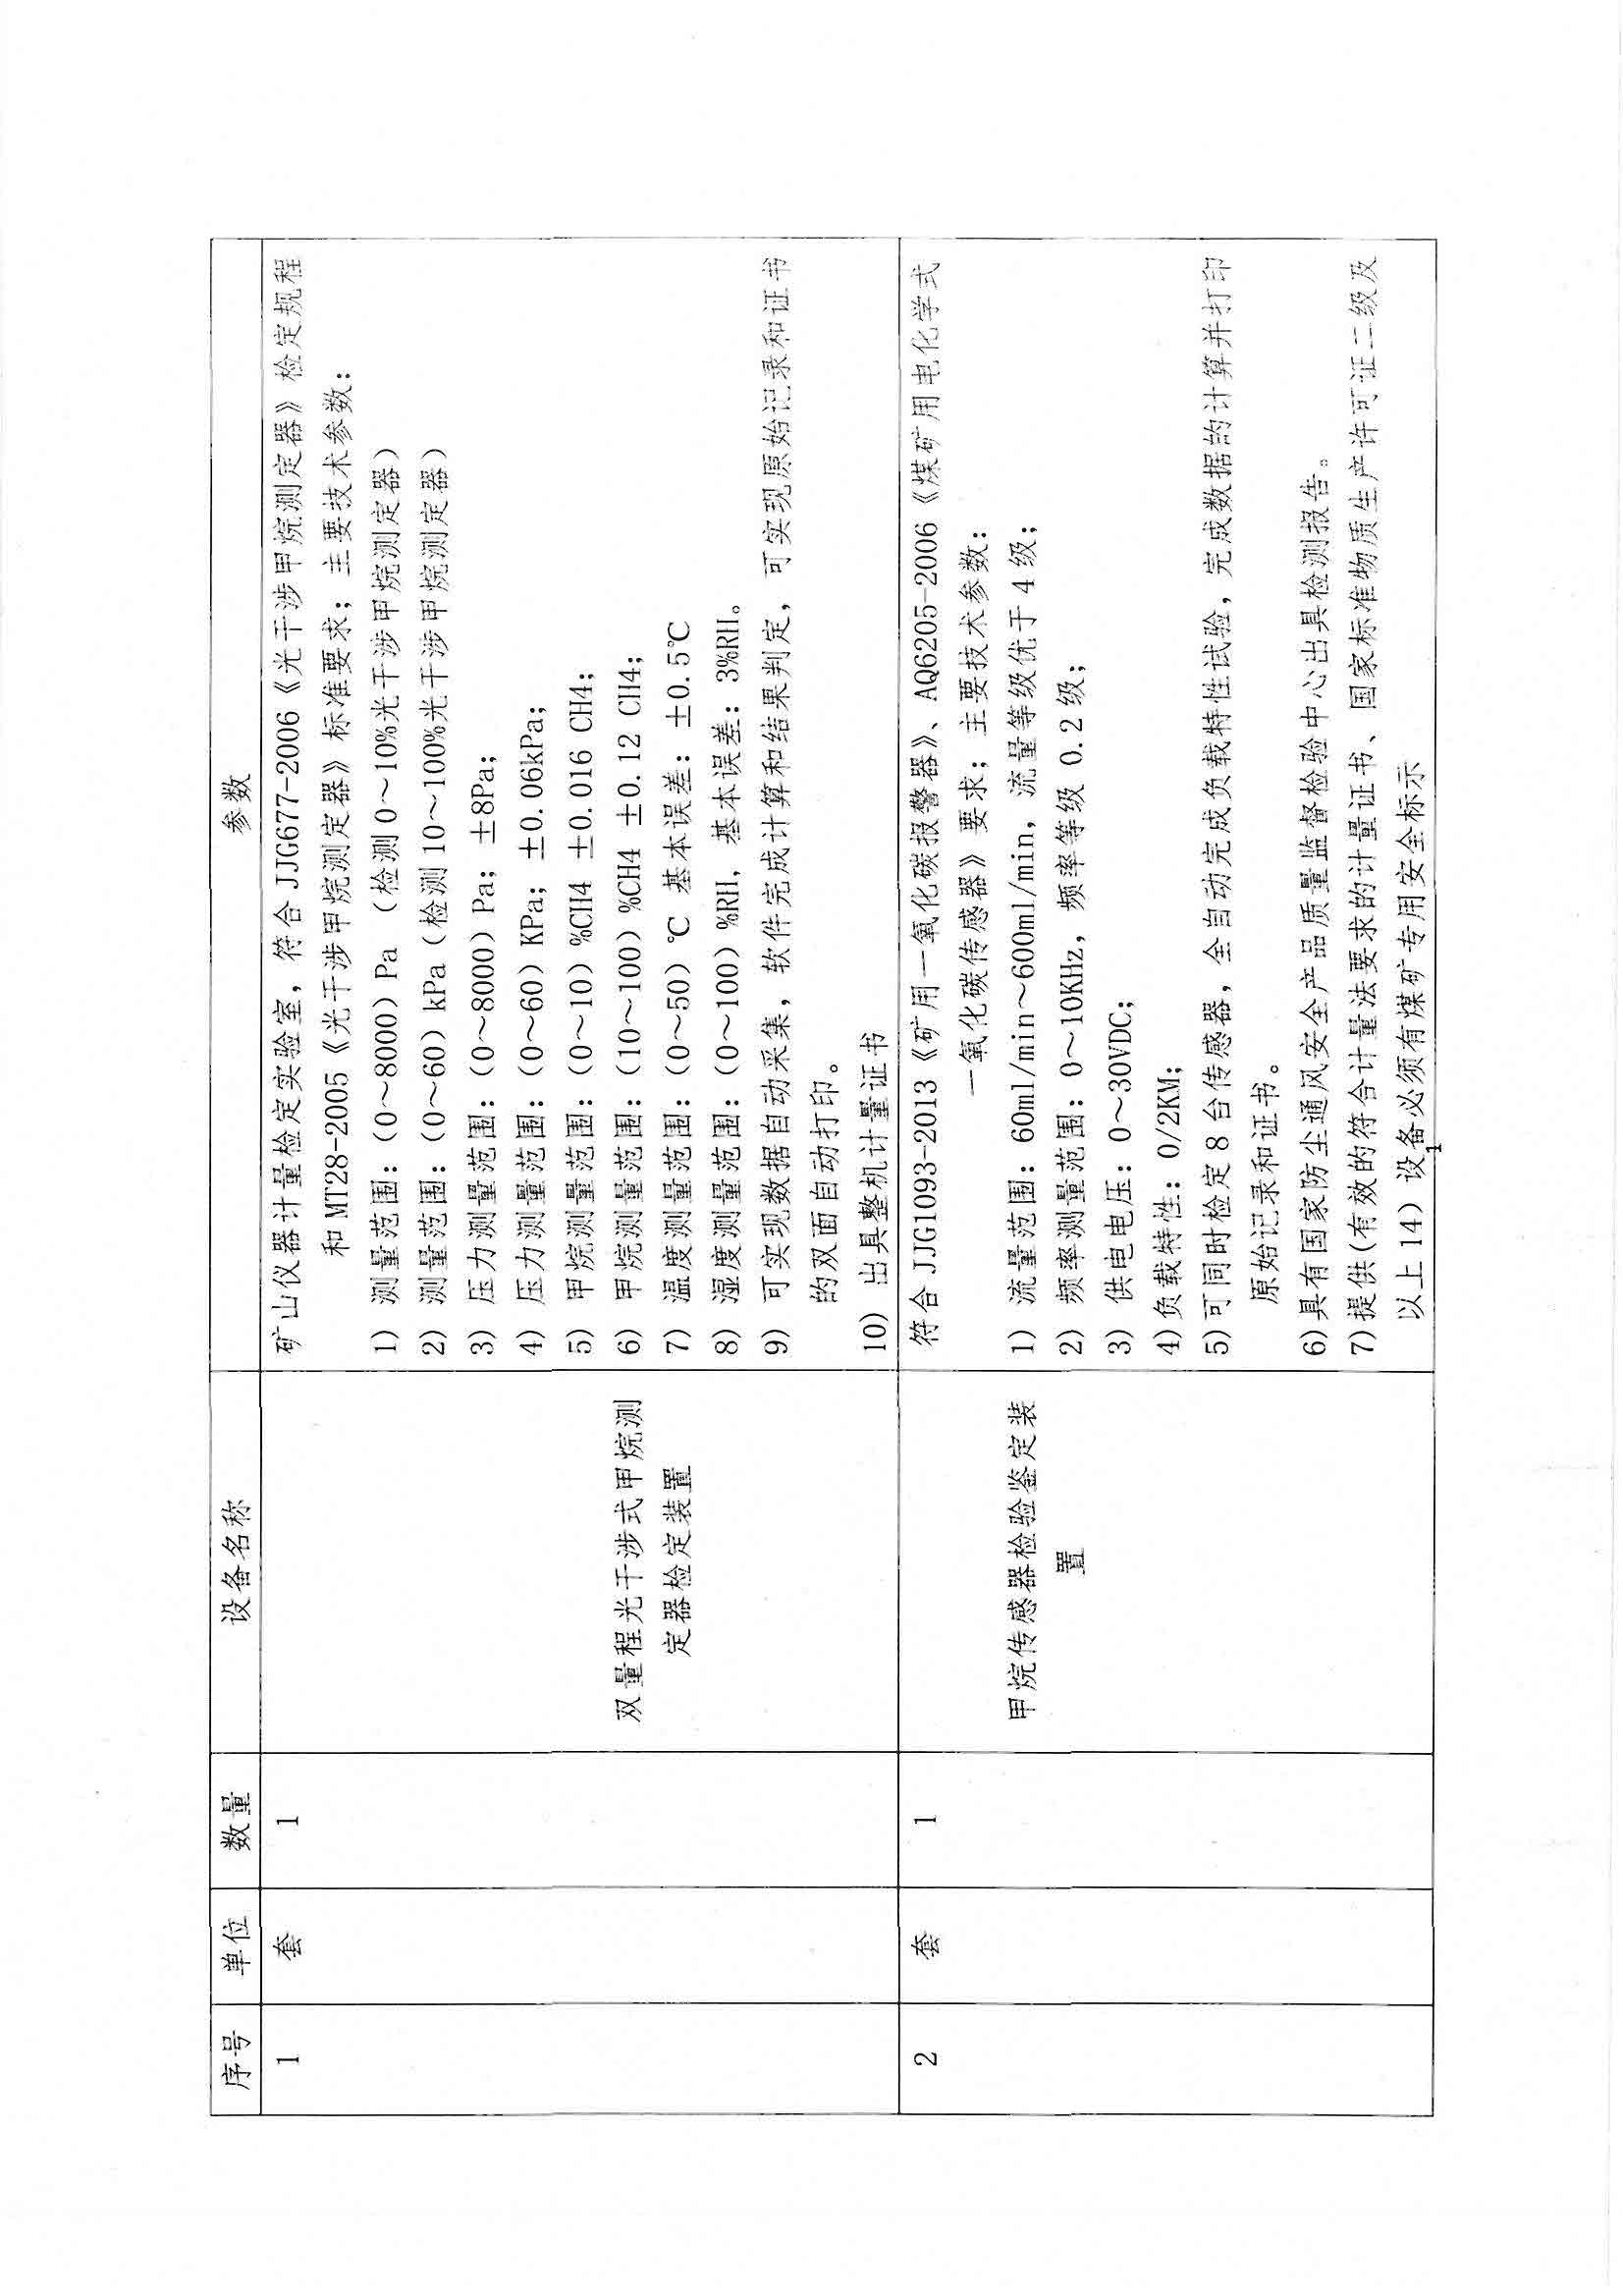 序号 单位 数量 设备名称 参数
1 套 1
双量程光干涉式甲烷测
定器检定装置
矿山仪器计量检定实验室，符合 JJG677-2006《光干涉甲烷测定器》检定规程
和 MT28-2005《光干涉甲烷测定器》标准要求；主要技术参数：
1) 测量范围：（0～8000）Pa （检测 0～10%光干涉甲烷测定器）
2) 测量范围：（0～60）kPa（检测 10～100%光干涉甲烷测定器）
3) 压力测量范围：（0～8000）Pa；±8Pa；
4) 压力测量范围：（0～60）KPa；±0.06kPa；
5) 甲烷测量范围：（0～10）%CH4 ±0.016 CH4；
6) 甲烷测量范围：（10～100）%CH4 ±0.12 CH4；
7) 温度测量范围：（0～50）℃ 基本误差：±0.5℃
8) 湿度测量范围：（0～100）%RH，基本误差：3%RH。
9) 可实现数据自动采集，软件完成计算和结果判定，可实现原始记录和证书
的双面自动打印。
10) 出具整机计量证书
2 套 1
甲烷传感器检验鉴定装
置
符合 JJG1093-2013《矿用一氧化碳报警器》、AQ6205-2006《煤矿用电化学式
一氧化碳传感器》要求；主要技术参数：
1) 流量范围：60ml/min～600ml/min，流量等级优于 4 级；
2) 频率测量范围：0～10KHz，频率等级 0.2 级；
3) 供电电压：0～30VDC；
4)负载特性：0/2KM；
5)可同时检定 8 台传感器，全自动完成负载特性试验，完成数据的计算并打印
原始记录和证书。
6)具有国家防尘通风安全产品质量监督检验中心出具检测报告。
7)提供(有效的符合计量法要求的计量证书、国家标准物质生产许可证二级及
以上 14）设备必须有煤矿专用安全标示
1